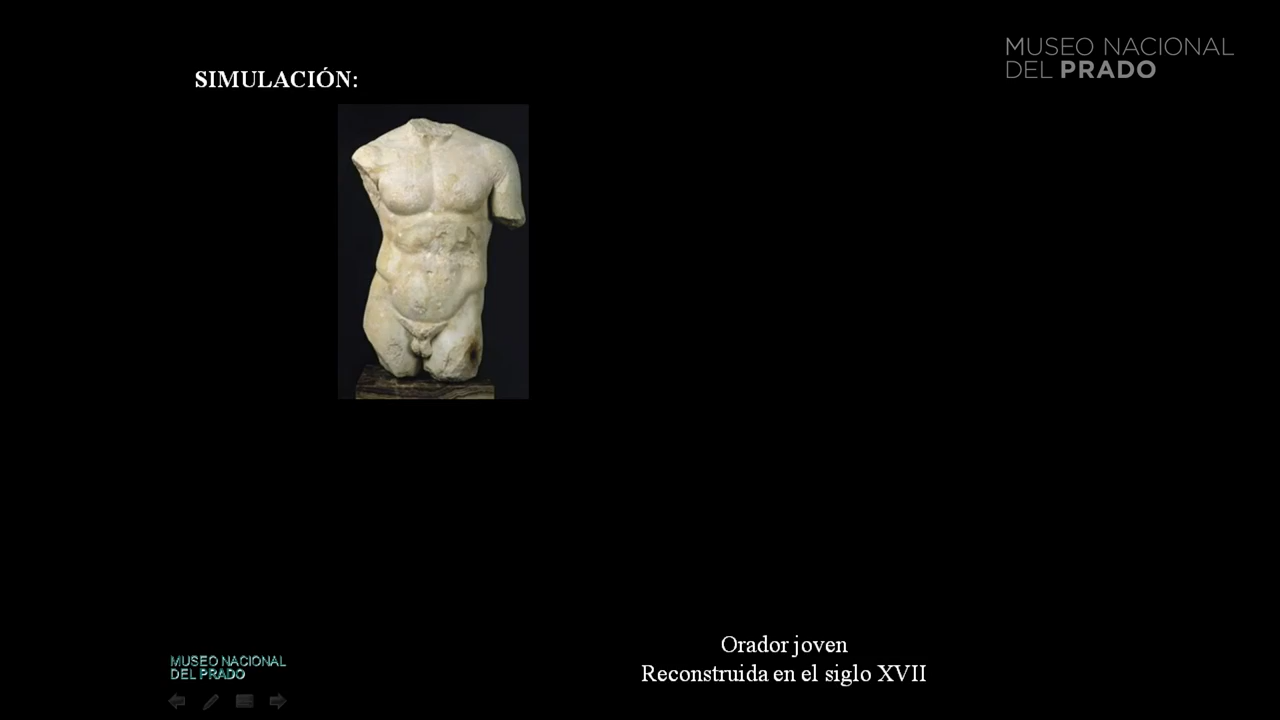 MUSEO NACIONAL
DEL PRADO
SIMULACIÓN:
Orador joven
Reconstruida en el siglo XVII
MUSEO NACIONAL
DEL PRADO